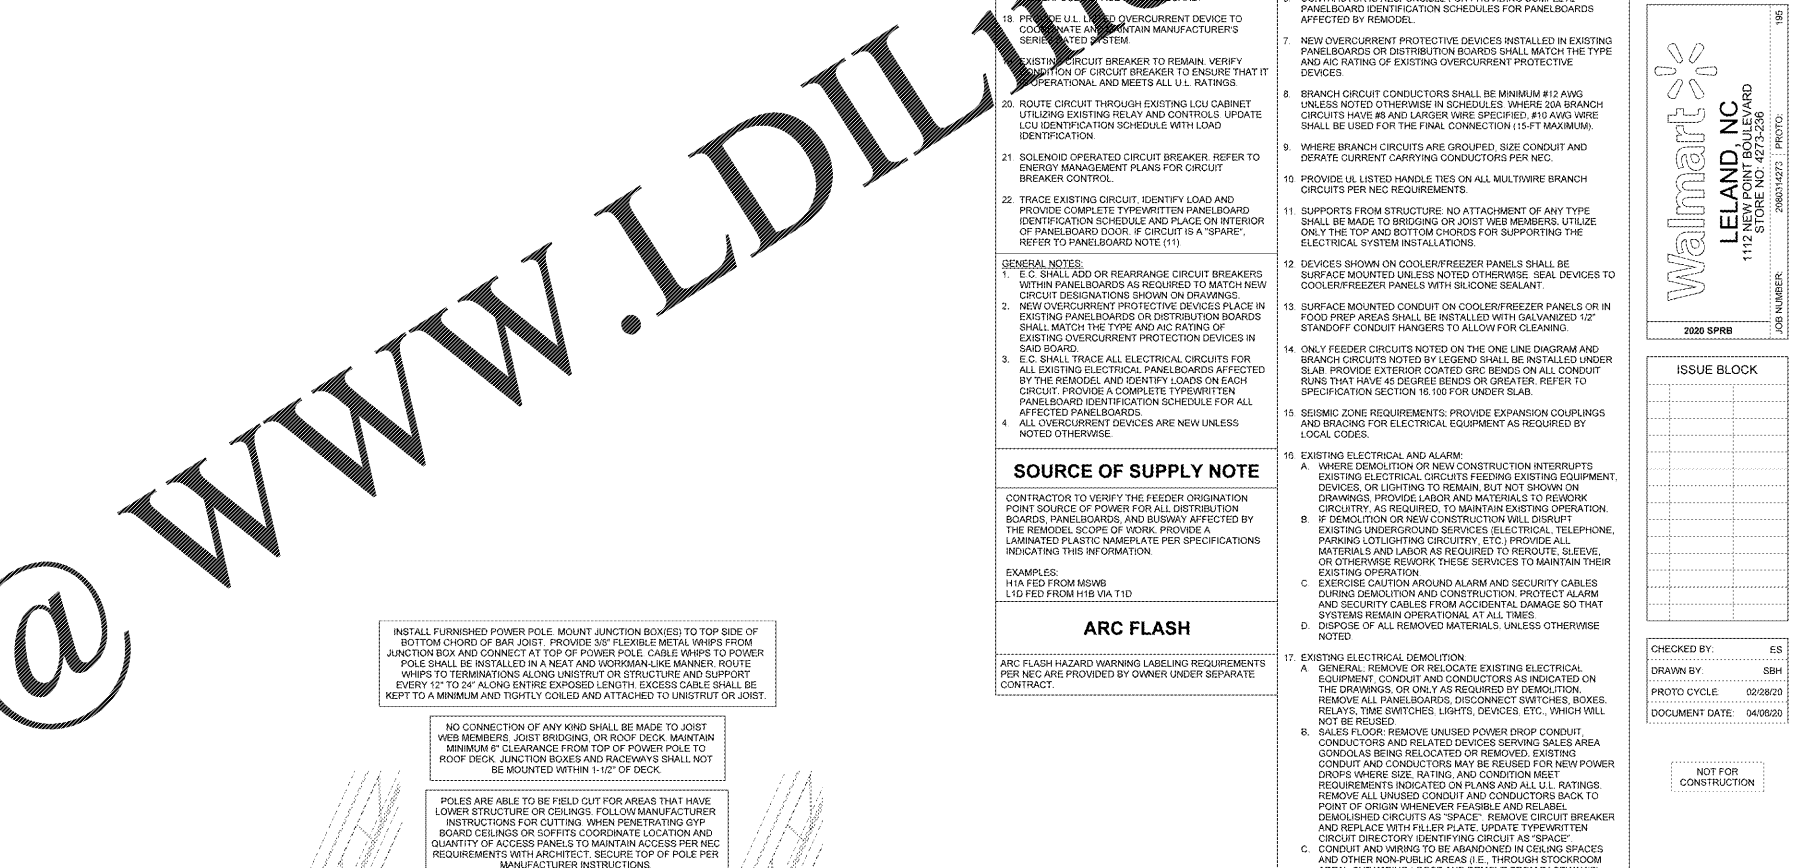 @ WWW.LDILin
18. PROVIDE U.L. LISTED OVERCURRENT DEVICE TO
COORDINATE AND MAINTAIN MANUFACTURER'S
SERIES RATED SYSTEM.
EXISTING CIRCUIT BREAKER TO REMAIN. VERIFY
CONDITION OF CIRCUIT BREAKER TO ENSURE THAT IT
IS OPERATIONAL AND MEETS ALL U.L. RATINGS.
20. ROUTE CIRCUIT THROUGH EXISTING LCU CABINET
UTILIZING EXISTING RELAY AND CONTROLS. UPDATE
LCU IDENTIFICATION SCHEDULE WITH LOAD
IDENTIFICATION.
21. SOLENOID OPERATED CIRCUIT BREAKER. REFER TO
ENERGY MANAGEMENT PLANS FOR CIRCUIT
BREAKER CONTROL.
22. TRACE EXISTING CIRCUIT, IDENTIFY LOAD AND
PROVIDE COMPLETE TYPEWRITTEN PANELBOARD
IDENTIFICATION SCHEDULE AND PLACE ON INTERIOR
OF PANELBOARD DOOR. IF CIRCUIT IS A "SPARE",
REFER TO PANELBOARD NOTE (11)
GENERAL NOTES:
1. E.C. SHALL ADD OR REARRANGE CIRCUIT BREAKERS
WITHIN PANELBOARDS AS REQUIRED TO MATCH NEW
CIRCUIT DESIGNATIONS SHOWN ON DRAWINGS.
2. NEW OVERCURRENT PROTECTIVE DEVICES PLACE IN
EXISTING PANELBOARDS OR DISTRIBUTION BOARDS
SHALL MATCH THE TYPE AND AIC RATING OF
EXISTING OVERCURRENT PROTECTION DEVICES IN
SAID BOARD.
3. E.C. SHALL TRACE ALL ELECTRICAL CIRCUITS FOR
ALL EXISTING ELECTRICAL PANELBOARDS AFFECTED
BY THE REMODEL AND IDENTIFY LOADS ON EACH
CIRCUIT. PROVIDE A COMPLETE TYPEWRITTEN
PANELBOARD IDENTIFICATION SCHEDULE FOR ALL
AFFECTED PANELBOARDS.
4. ALL OVERCURRENT DEVICES ARE NEW UNLESS
NOTED OTHERWISE.
SOURCE OF SUPPLY NOTE
CONTRACTOR TO VERIFY THE FEEDER ORIGINATION
POINT SOURCE OF POWER FOR ALL DISTRIBUTION
BOARDS, PANELBOARDS, AND BUSWAY AFFECTED BY
THE REMODEL SCOPE OF WORK. PROVIDE A
LAMINATED PLASTIC NAMEPLATE PER SPECIFICATIONS
INDICATING THIS INFORMATION.
EXAMPLES:
H1A FED FROM MSWB
L1D FED FROM H1B VIA T1D
ARC FLASH
ARC FLASH HAZARD WARNING LABELING REQUIREMENTS
PER NEC ARE PROVIDED BY OWNER UNDER SEPARATE
CONTRACT.
INSTALL FURNISHED POWER POLE. MOUNT JUNCTION BOX(ES) TO TOP SIDE OF
BOTTOM CHORD OF BAR JOIST. PROVIDE 3/8" FLEXIBLE METAL WHIPS FROM
JUNCTION BOX AND CONNECT AT TOP OF POWER POLE. CABLE WHIPS TO POWER
POLE SHALL BE INSTALLED IN A NEAT AND WORKMAN-LIKE MANNER. ROUTE
WHIPS TO TERMINATIONS ALONG UNISTRUT OR STRUCTURE AND SUPPORT
EVERY 12" TO 24" ALONG ENTIRE EXPOSED LENGTH. EXCESS CABLE SHALL BE
KEPT TO A MINIMUM AND TIGHTLY COILED AND ATTACHED TO UNISTRUT OR JOIST.
NO CONNECTION OF ANY KIND SHALL BE MADE TO JOIST
WEB MEMBERS, JOIST BRIDGING, OR ROOF DECK. MAINTAIN
MINIMUM 6" CLEARANCE FROM TOP OF POWER POLE TO
ROOF DECK. JUNCTION BOXES AND RACEWAYS SHALL NOT
BE MOUNTED WITHIN 1-1/2" OF DECK.
POLES ARE ABLE TO BE FIELD CUT FOR AREAS THAT HAVE
LOWER STRUCTURE OR CEILINGS. FOLLOW MANUFACTURER
INSTRUCTIONS FOR CUTTING. WHEN PENETRATING GYP
BOARD CEILINGS OR SOFFITS COORDINATE LOCATION AND
QUANTITY OF ACCESS PANELS TO MAINTAIN ACCESS PER NEC
REQUIREMENTS WITH ARCHITECT. SECURE TOP OF POLE PER
MANUFACTURER INSTRUCTIONS.
PANELBOARD IDENTIFICATION SCHEDULES FOR PANELBOARDS
AFFECTED BY REMODEL.
7. NEW OVERCURRENT PROTECTIVE DEVICES INSTALLED IN EXISTING
PANELBOARDS OR DISTRIBUTION BOARDS SHALL MATCH THE TYPE
AND AIC RATING OF EXISTING OVERCURRENT PROTECTIVE
DEVICES.
8. BRANCH CIRCUIT CONDUCTORS SHALL BE MINIMUM #12 AWG
UNLESS NOTED OTHERWISE IN SCHEDULES. WHERE 20A BRANCH
CIRCUITS HAVE #8 AND LARGER WIRE SPECIFIED, #10 AWG WIRE
SHALL BE USED FOR THE FINAL CONNECTION (15-FT MAXIMUM).
9. WHERE BRANCH CIRCUITS ARE GROUPED, SIZE CONDUIT AND
DERATE CURRENT CARRYING CONDUCTORS PER NEC.
10. PROVIDE UL LISTED HANDLE TIES ON ALL MULTIWIRE BRANCH
CIRCUITS PER NEC REQUIREMENTS.
11. SUPPORTS FROM STRUCTURE: NO ATTACHMENT OF ANY TYPE
SHALL BE MADE TO BRIDGING OR JOIST WEB MEMBERS. UTILIZE
ONLY THE TOP AND BOTTOM CHORDS FOR SUPPORTING THE
ELECTRICAL SYSTEM INSTALLATIONS.
12. DEVICES SHOWN ON COOLER/FREEZER PANELS SHALL BE
SURFACE MOUNTED UNLESS NOTED OTHERWISE. SEAL DEVICES TO
COOLER/FREEZER PANELS WITH SILICONE SEALANT.
13. SURFACE MOUNTED CONDUIT ON COOLER/FREEZER PANELS OR IN
FOOD PREP AREAS SHALL BE INSTALLED WITH GALVANIZED 1/2"
STANDOFF CONDUIT HANGERS TO ALLOW FOR CLEANING.
14. ONLY FEEDER CIRCUITS NOTED ON THE ONE LINE DIAGRAM AND
BRANCH CIRCUITS NOTED BY LEGEND SHALL BE INSTALLED UNDER
SLAB. PROVIDE EXTERIOR COATED GRC BENDS ON ALL CONDUIT
RUNS THAT HAVE 45 DEGREE BENDS OR GREATER. REFER TO
SPECIFICATION SECTION 16.100 FOR UNDER SLAB.
15. SEISMIC ZONE REQUIREMENTS: PROVIDE EXPANSION COUPLINGS
AND BRACING FOR ELECTRICAL EQUIPMENT AS REQUIRED BY
LOCAL CODES.
16. EXISTING ELECTRICAL AND ALARM:
A. WHERE DEMOLITION OR NEW CONSTRUCTION INTERRUPTS
EXISTING ELECTRICAL CIRCUITS FEEDING EXISTING EQUIPMENT,
DEVICES, OR LIGHTING TO REMAIN, BUT NOT SHOWN ON
DRAWINGS, PROVIDE LABOR AND MATERIALS TO REWORK
CIRCUITRY, AS REQUIRED, TO MAINTAIN EXISTING OPERATION.
B. IF DEMOLITION OR NEW CONSTRUCTION WILL DISRUPT
EXISTING UNDERGROUND SERVICES (ELECTRICAL, TELEPHONE,
PARKING LOTLIGHTING CIRCUITRY, ETC.) PROVIDE ALL
MATERIALS AND LABOR AS REQUIRED TO REROUTE, SLEEVE,
OR OTHERWISE REWORK THESE SERVICES TO MAINTAIN THEIR
EXISTING OPERATION.
C. EXERCISE CAUTION AROUND ALARM AND SECURITY CABLES
DURING DEMOLITION AND CONSTRUCTION. PROTECT ALARM
AND SECURITY CABLES FROM ACCIDENTAL DAMAGE SO THAT
SYSTEMS REMAIN OPERATIONAL AT ALL TIMES.
D. DISPOSE OF ALL REMOVED MATERIALS, UNLESS OTHERWISE
NOTED.
17. EXISTING ELECTRICAL DEMOLITION:
A. GENERAL: REMOVE OR RELOCATE EXISTING ELECTRICAL
EQUIPMENT, CONDUIT AND CONDUCTORS AS INDICATED ON
THE DRAWINGS, OR ONLY AS REQUIRED BY DEMOLITION.
REMOVE ALL PANELBOARDS, DISCONNECT SWITCHES, BOXES,
RELAYS, TIME SWITCHES, LIGHTS, DEVICES, ETC., WHICH WILL
NOT BE REUSED.
B. SALES FLOOR: REMOVE UNUSED POWER DROP CONDUIT,
CONDUCTORS AND RELATED DEVICES SERVING SALES AREA
GONDOLAS BEING RELOCATED OR REMOVED. EXISTING
CONDUIT AND CONDUCTORS MAY BE REUSED FOR NEW POWER
DROPS WHERE SIZE, RATING, AND CONDITION MEET
REQUIREMENTS INDICATED ON PLANS AND ALL U.L. RATINGS.
REMOVE ALL UNUSED CONDUIT AND CONDUCTORS BACK TO
POINT OF ORIGIN WHENEVER FEASIBLE AND RELABEL
DEMOLISHED CIRCUITS AS "SPACE". REMOVE CIRCUIT BREAKER
AND REPLACE WITH FILLER PLATE. UPDATE TYPEWRITTEN
CIRCUIT DIRECTORY IDENTIFYING CIRCUIT AS "SPACE"
C. CONDUIT AND WIRING TO BE ABANDONED IN CEILING SPACES
AND OTHER NON-PUBLIC AREAS (I.E., THROUGH STOCKROOM
Walmart
LELAND, NC
1112 NEW POINT BOULEVARD
STORE NO: 4273-236
JOB NUMBER: 2080314273 PROTO: 195
2020 SPRB
ISSUE BLOCK
CHECKED BY: ES
DRAWN BY: SBH
PROTO CYCLE: 02/28/20
DOCUMENT DATE: 04/06/20
NOT FOR
CONSTRUCTION